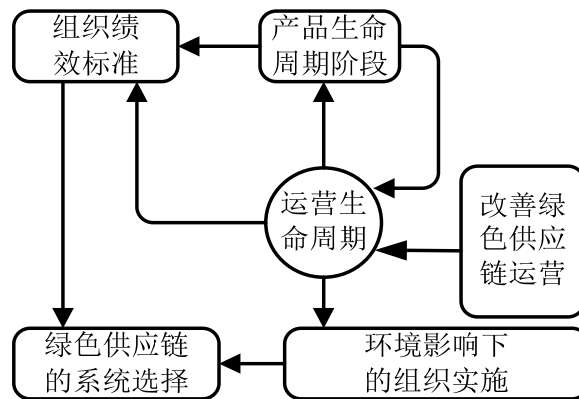 组织绩
效标准
产品生命
周期阶段
运营生
命周期
改善绿
色供应
链运营
绿色供应链
的系统选择
环境影响下
的组织实施